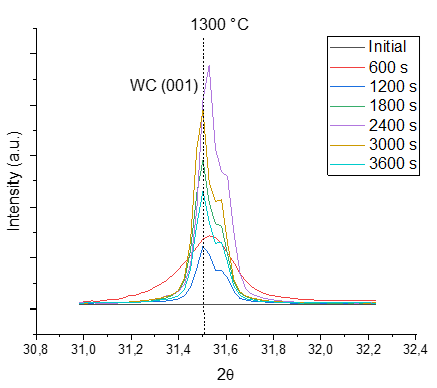 1300 °C
WC (001)
Initial
600 s
1200 s
1800 s
2400 s
3000 s
3600 s
Intensity (a.u.)
30,8 31,0 31,2 31,4 31,6 31,8 32,0 32,2 32,4
2θ